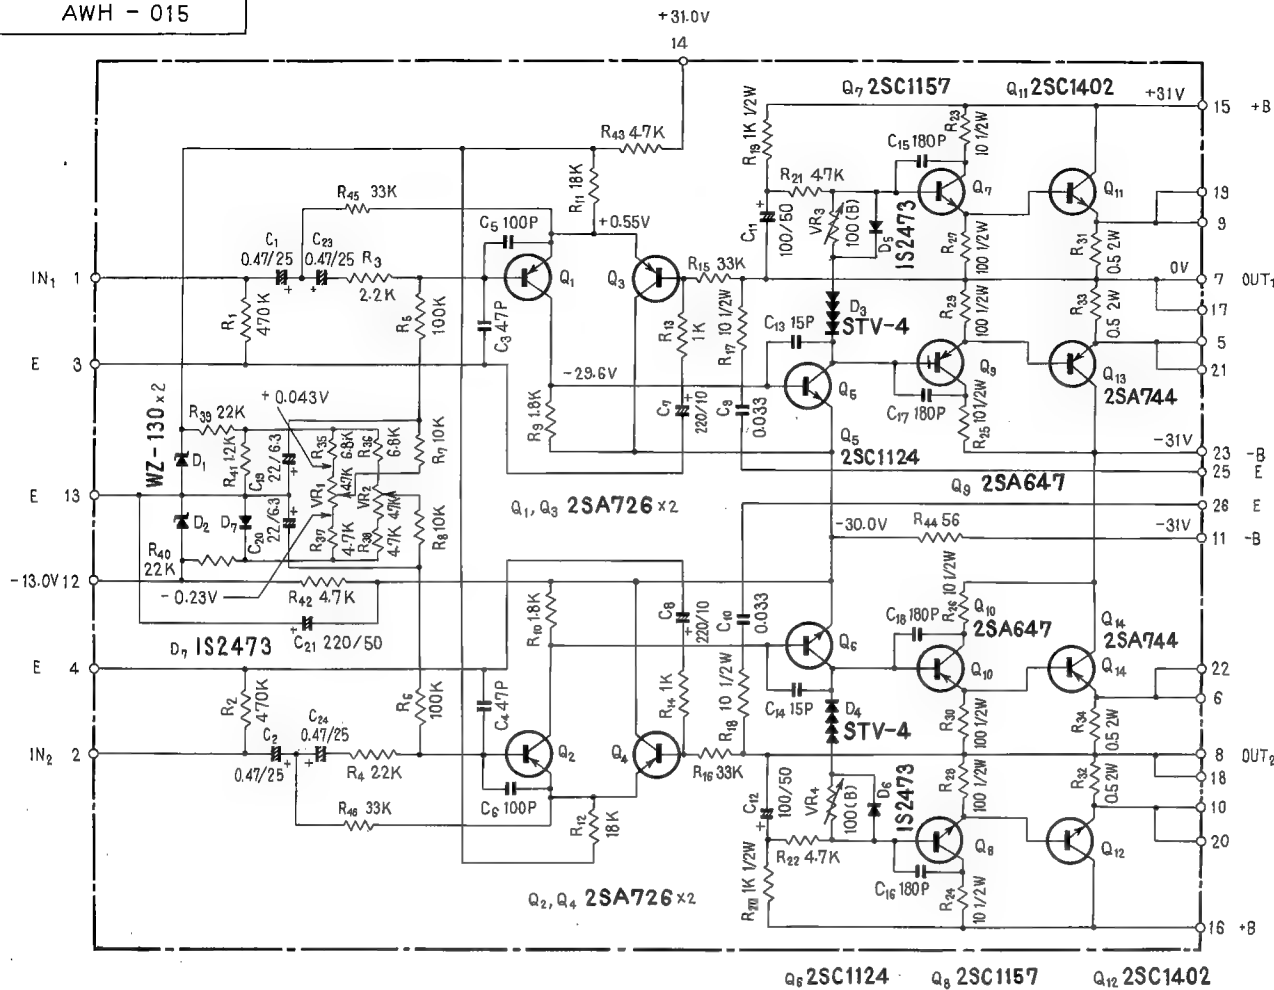 AWH - 015
+31.0V
14
Q7 2SC1157
Q11 2SC1402
+31V
15 +B
R43 4.7K
R19 1K 1/2W
C15 180P
R23
10 1/2W
R45 33K
R11 18K
R21 47K
Q7
Q11
19
C5 100P
+0.55V
C11
100/50
VR3
100(B)
D5
IS2473
9
C1
0.47/25
C23
0.47/25
R3
2.2K
R27
100 1/2W
R31
0.5 2W
0V
IN1 1
Q1
Q3
R15 33K
7 OUT1
R1
470K
R5
100K
C3 47P
R13
1K
R17
10 1/2W
C13 15P
D3
STV-4
R29
100 1/2W
R33
0.5 2W
17
5
E 3
-29.6V
Q5
Q9
Q13
21
2SA744
WZ-130 x2
R39 22K
+0.043V
R9 1.8K
C7
220/10
C9
0.033
C17 180P
R25
10 1/2W
D1
R41
1.2K
C19
22/6.3
R35
6.8K
R36
6.8K
R7 10K
Q5
2SC1124
-31V
23 -B
25 E
E 13
VR1
47K
VR2
47K
Q1, Q3 2SA726 x2
Q9 2SA647
26 E
D2
D7
C20
22/6.3
R37
4.7K
R38
4.7K
R8 10K
-30.0V
R44 56
-31V
11 -B
R40
22K
-13.0V 12
-0.23V
R42 4.7K
C21 220/50
D7 IS2473
R10 1.8K
C8
220/10
C10
0.033
C18 180P
R26 10 1/2W
Q10
2SA647
Q14
2SA744
E 4
Q6
Q10
Q14
22
R2
470K
R6
100K
C4 47P
R14 1K
R18
10 1/2W
C14 15P
D4
STV-4
R30
100 1/2W
R34
0.5 2W
6
C2
0.47/25
C24
0.47/25
R4 22K
IN2 2
Q2
Q4
R16 33K
8 OUT2
18
C6 100P
R46 33K
R12
18K
C12
100/50
VR4
100(B)
D6
IS2473
R28
100 1/2W
R32
0.5 2W
10
R22 4.7K
Q8
Q12
20
R20 1K 1/2W
C16 180P
R24
10 1/2W
Q2, Q4 2SA726 x2
16 +B
Q6 2SC1124
Q8 2SC1157
Q12 2SC1402